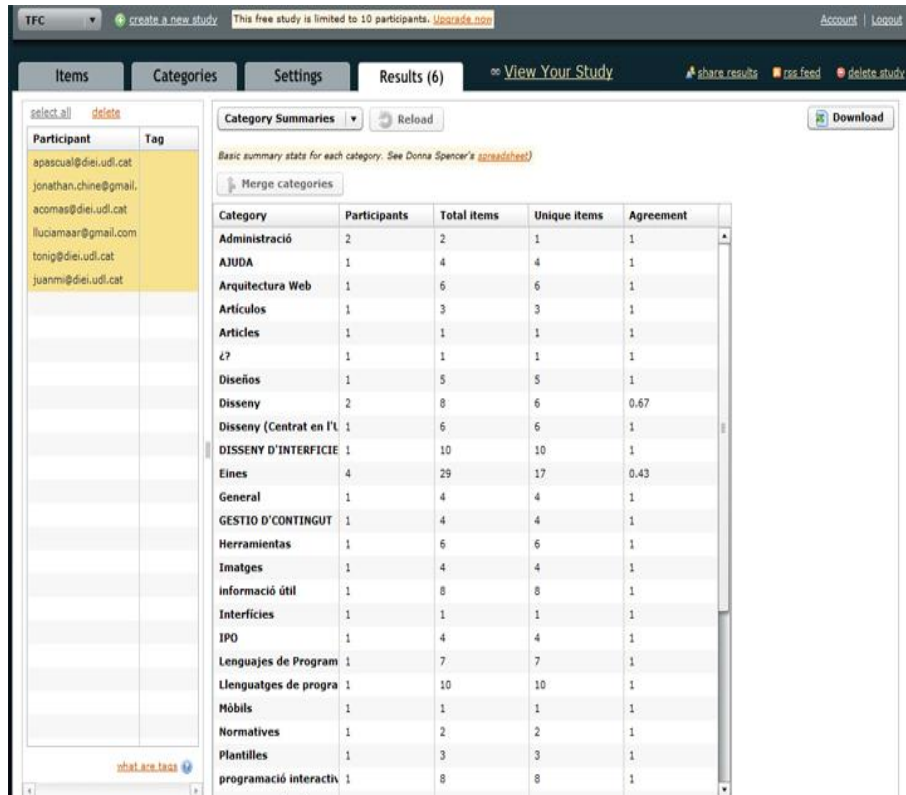 TFC create a new study This free study is limited to 10 participants. Upgrade now Account | Logout
Items Categories Settings Results (6) View Your Study share results rss feed delete study
select all delete
Participant Tag
apascual@diei.udl.cat
jonathan.chine@gmail.
acomas@diei.udl.cat
lluciamaar@gmail.com
tonig@diei.udl.cat
juanmi@diei.udl.cat
what are tags
Category Summaries Reload Download
Basic summary stats for each category. See Donna Spencer's spreadsheet)
Merge categories
Category Participants Total items Unique items Agreement
Administració 2 2 1 1
AJUDA 1 4 4 1
Arquitectura Web 1 6 6 1
Artículos 1 3 3 1
Articles 1 1 1 1
¿? 1 1 1 1
Diseños 1 5 5 1
Disseny 2 8 6 0.67
Disseny (Centrat en l'U 1 6 6 1
DISSENY D'INTERFICIE 1 10 10 1
Eines 4 29 17 0.43
General 1 4 4 1
GESTIO D'CONTINGUT 1 4 4 1
Herramientas 1 6 6 1
Imatges 1 4 4 1
informació útil 1 8 8 1
Interfícies 1 1 1 1
IPO 1 4 4 1
Lenguajes de Program 1 7 7 1
Llenguatges de progra 1 10 10 1
Mòbils 1 1 1 1
Normatives 1 2 2 1
Plantilles 1 3 3 1
programació interactiv 1 8 8 1